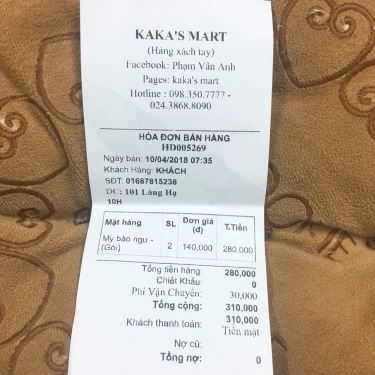 KAKA'S MART
(Hàng xách tay)
Facebook: Phạm Vân Anh
Pages: kaka's mart
Hotline : 098.350.7777 -
024.3868.8090
HÓA ĐƠN BÁN HÀNG
HD005269
Ngày bán: 10/04/2018 07:35
Khách Hàng: KHÁCH
SĐT: 01667815236
DC: 101 Láng Hạ
10H
Mặt hàng SL Đơn giá (đ) T.Tiền
Mỳ bào ngư - (Gói) 2 140,000 280,000
Tổng tiền hàng 280,000
Chiết Khấu 0
Phí Vận Chuyển: 30,000
Tổng cộng: 310,000
Khách thanh toán: 310,000
Tiền mặt
Nợ cũ:
Tổng nợ: 0